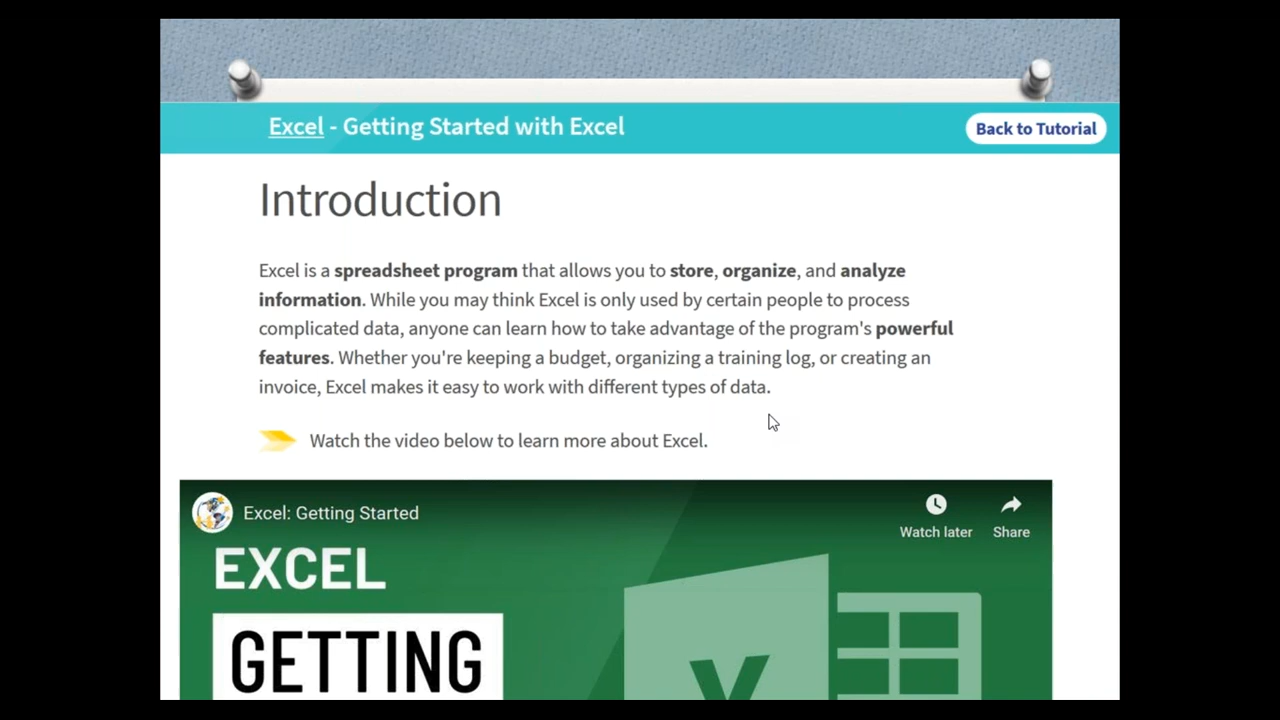 Excel - Getting Started with Excel
Back to Tutorial
Introduction
Excel is a spreadsheet program that allows you to store, organize, and analyze
information. While you may think Excel is only used by certain people to process
complicated data, anyone can learn how to take advantage of the program's powerful
features. Whether you're keeping a budget, organizing a training log, or creating an
invoice, Excel makes it easy to work with different types of data.
Watch the video below to learn more about Excel.
Excel: Getting Started
Watch later
Share
EXCEL
GETTING
X